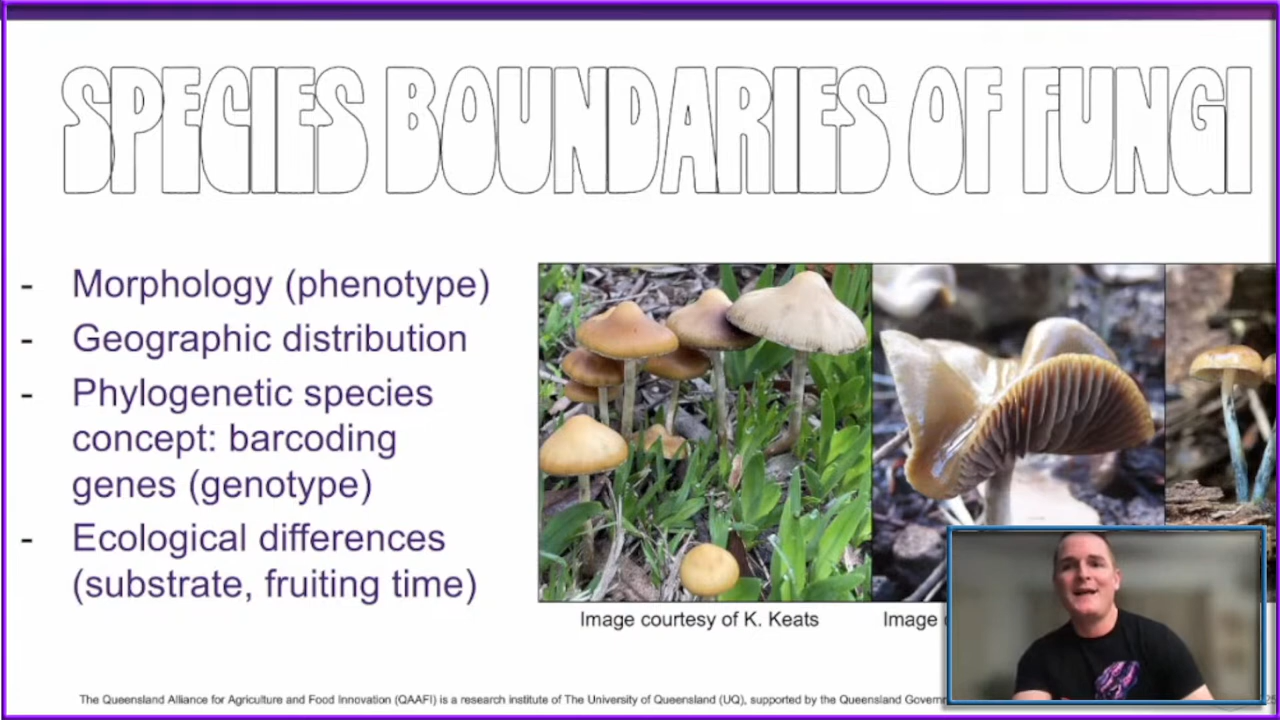 SPECIES BOUNDARIES OF FUNGI
- Morphology (phenotype)
- Geographic distribution
- Phylogenetic species
concept: barcoding
genes (genotype)
- Ecological differences
(substrate, fruiting time)
Image courtesy of K. Keats
Image
The Queensland Alliance for Agriculture and Food Innovation (QAAFI) is a research institute of The University of Queensland (UQ), supported by the Queensland